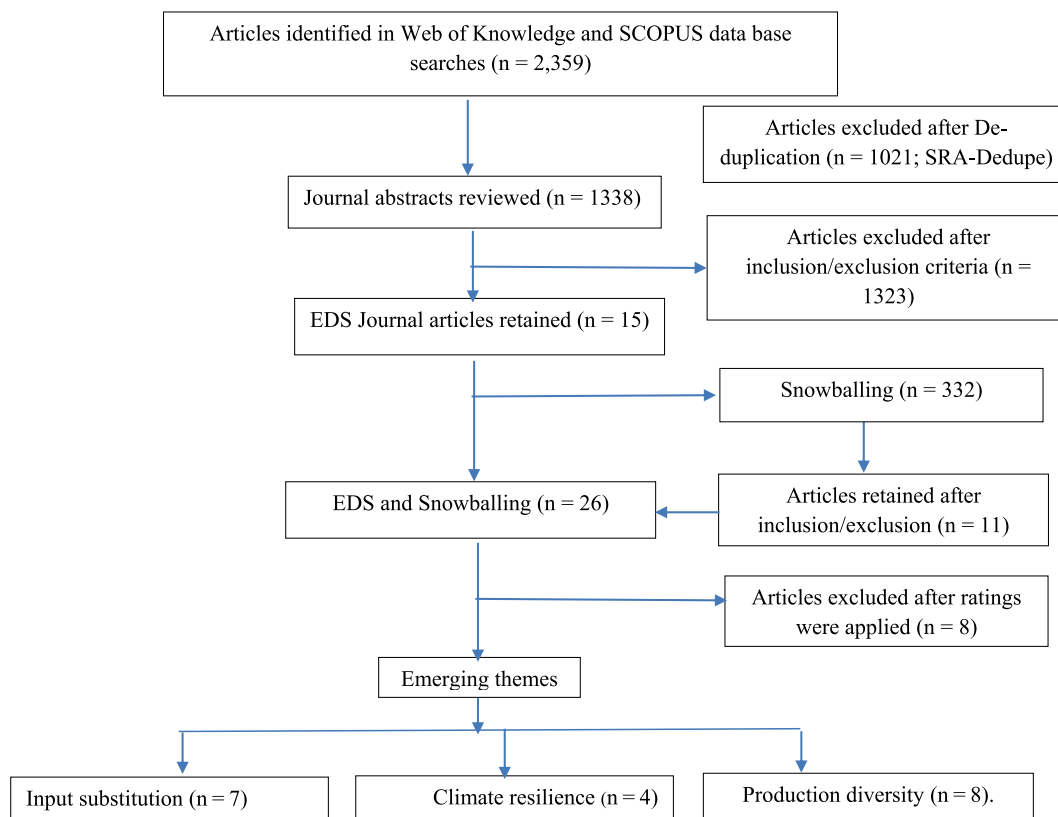 Articles identified in Web of Knowledge and SCOPUS data base
searches (n = 2,359)
Articles excluded after De-
duplication (n = 1021; SRA-Dedupe)
Journal abstracts reviewed (n = 1338)
Articles excluded after
inclusion/exclusion criteria (n =
1323)
EDS Journal articles retained (n = 15)
Snowballing (n = 332)
EDS and Snowballing (n = 26)
Articles retained after
inclusion/exclusion (n = 11)
Articles excluded after ratings
were applied (n = 8)
Emerging themes
Input substitution (n = 7)
Climate resilience (n = 4)
Production diversity (n = 8).